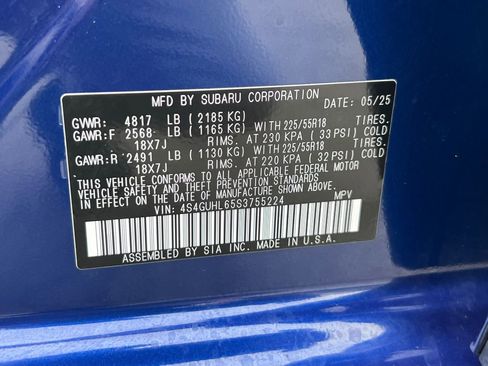 MFD BY SUBARU CORPORATION DATE: 05/25
GVWR: 4817 LB ( 2185 KG)
GAWR:F 2568 LB ( 1165 KG) WITH 225/55R18 TIRES.
18X7J RIMS. AT 230 KPA ( 33 PSI) COLD
GAWR:R 2491 LB ( 1130 KG) WITH 225/55R18 TIRES.
18X7J RIMS. AT 220 KPA ( 32 PSI) COLD
THIS VEHICLE CONFORMS TO ALL APPLICABLE FEDERAL MOTOR
VEHICLE SAFETY, BUMPER, AND THEFT PREVENTION STANDARDS
IN EFFECT ON THE DATE OF MANUFACTURE SHOWN ABOVE.
VIN: 4S4GUHL65S3755224 MPV
ASSEMBLED BY SIA INC. MADE IN U.S.A.